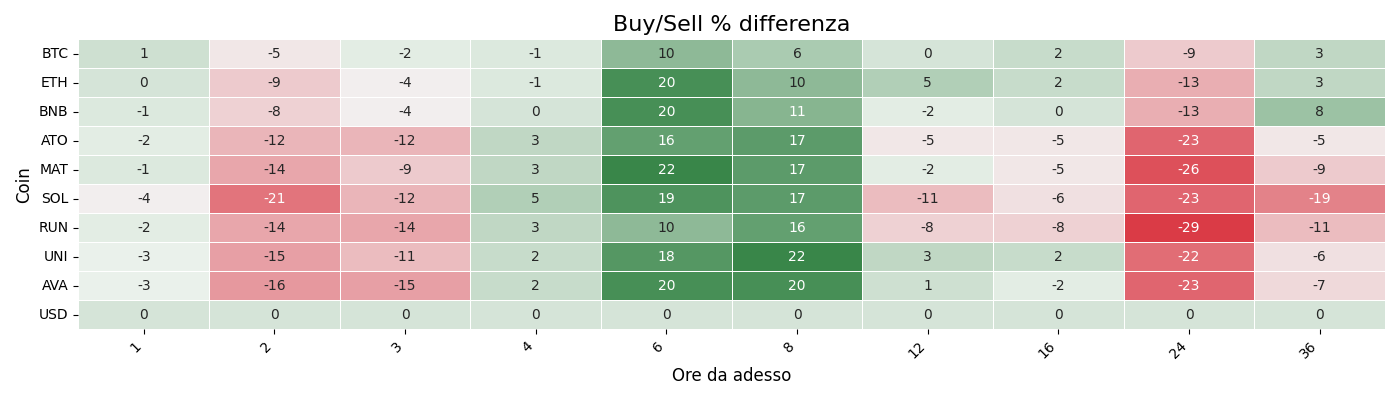 Buy/Sell % differenza
Coin
BTC 1 -5 -2 -1 10 6 0 2 -9 3
ETH 0 -9 -4 -1 20 10 5 2 -13 3
BNB -1 -8 -4 0 20 11 -2 0 -13 8
ATO -2 -12 -12 3 16 17 -5 -5 -23 -5
MAT -1 -14 -9 3 22 17 -2 -5 -26 -9
SOL -4 -21 -12 5 19 17 -11 -6 -23 -19
RUN -2 -14 -14 3 10 16 -8 -8 -29 -11
UNI -3 -15 -11 2 18 22 3 2 -22 -6
AVA -3 -16 -15 2 20 20 1 -2 -23 -7
USD 0 0 0 0 0 0 0 0 0 0
1 2 3 4 6 8 12 16 24 36
Ore da adesso